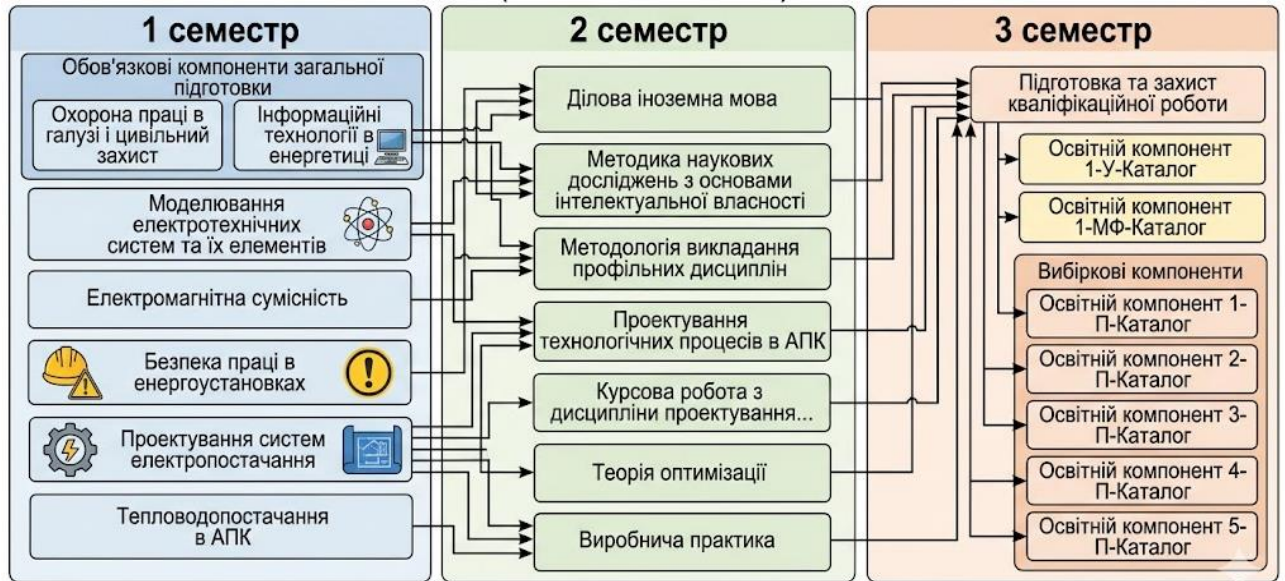 1 семестр
Обов'язкові компоненти загальної
підготовки
Охорона праці в
галузі і цивільний
захист
Інформаційні
технології в
енергетиці
Моделювання
електротехнічних
систем та їх елементів
Електромагнітна сумісність
Безпека праці в
енергоустановках
Проектування систем
електропостачання
Тепловодопостачання
в АПК
2 семестр
Ділова іноземна мова
Методика наукових
досліджень з основами
інтелектуальної власності
Методологія викладання
профільних дисциплін
Проектування
технологічних процесів в АПК
Курсова робота з
дисципліни проектування...
Теорія оптимізації
Виробнича практика
3 семестр
Підготовка та захист
кваліфікаційної роботи
Освітній компонент
1-У-Каталог
Освітній компонент
1-МФ-Каталог
Вибіркові компоненти
Освітній компонент 1-
П-Каталог
Освітній компонент 2-
П-Каталог
Освітній компонент 3-
П-Каталог
Освітній компонент 4-
П-Каталог
Освітній компонент 5-
П-Каталог